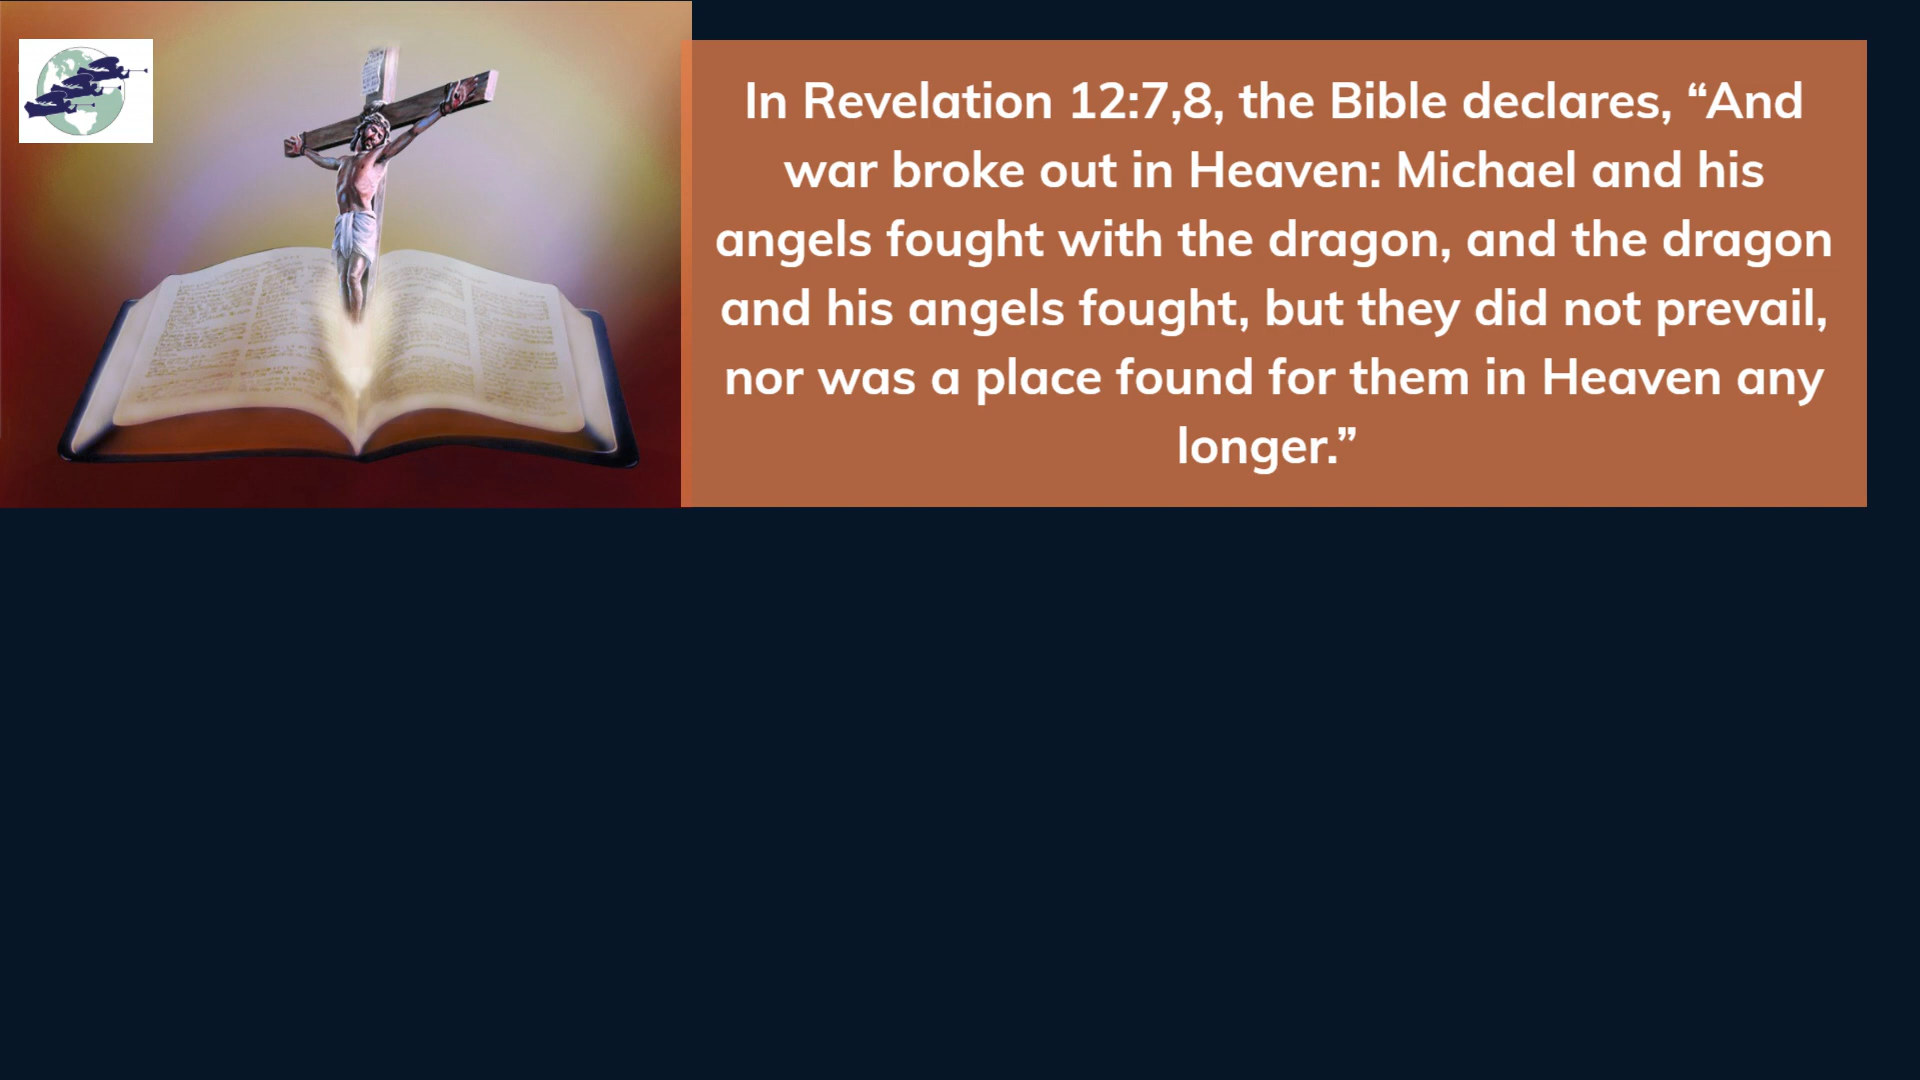 In Revelation 12:7,8, the Bible declares, “And
war broke out in Heaven: Michael and his
angels fought with the dragon, and the dragon
and his angels fought, but they did not prevail,
nor was a place found for them in Heaven any
longer.”